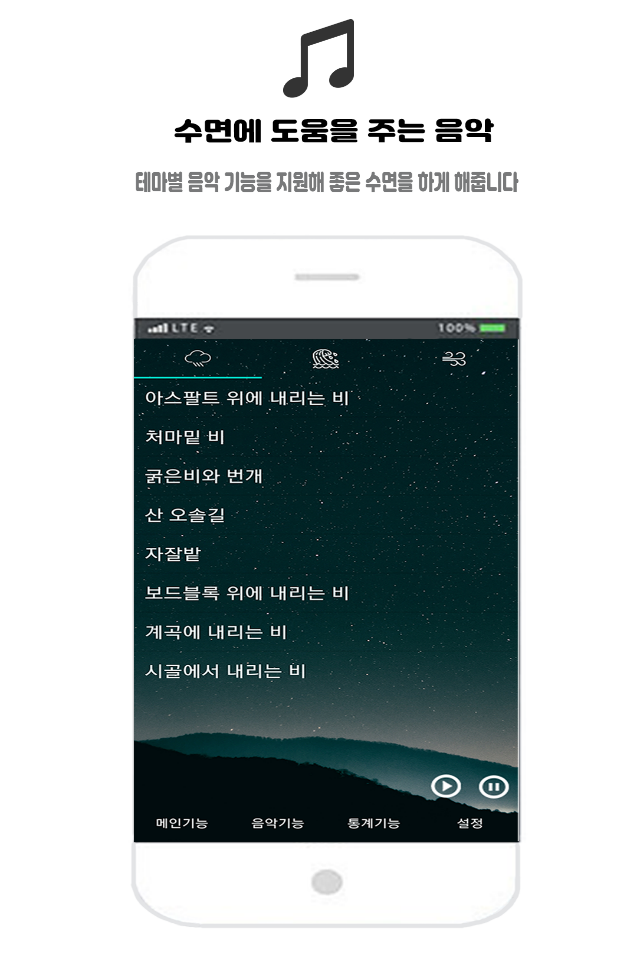 수면에 도움을 주는 음악
테마별 음악 기능을 지원해 좋은 수면을 하게 해줍니다
LTE 100%
아스팔트 위에 내리는 비
처마밑 비
굵은비와 번개
산 오솔길
자잘밭
보드블록 위에 내리는 비
계곡에 내리는 비
시골에서 내리는 비
메인기능 음악기능 통계기능 설정